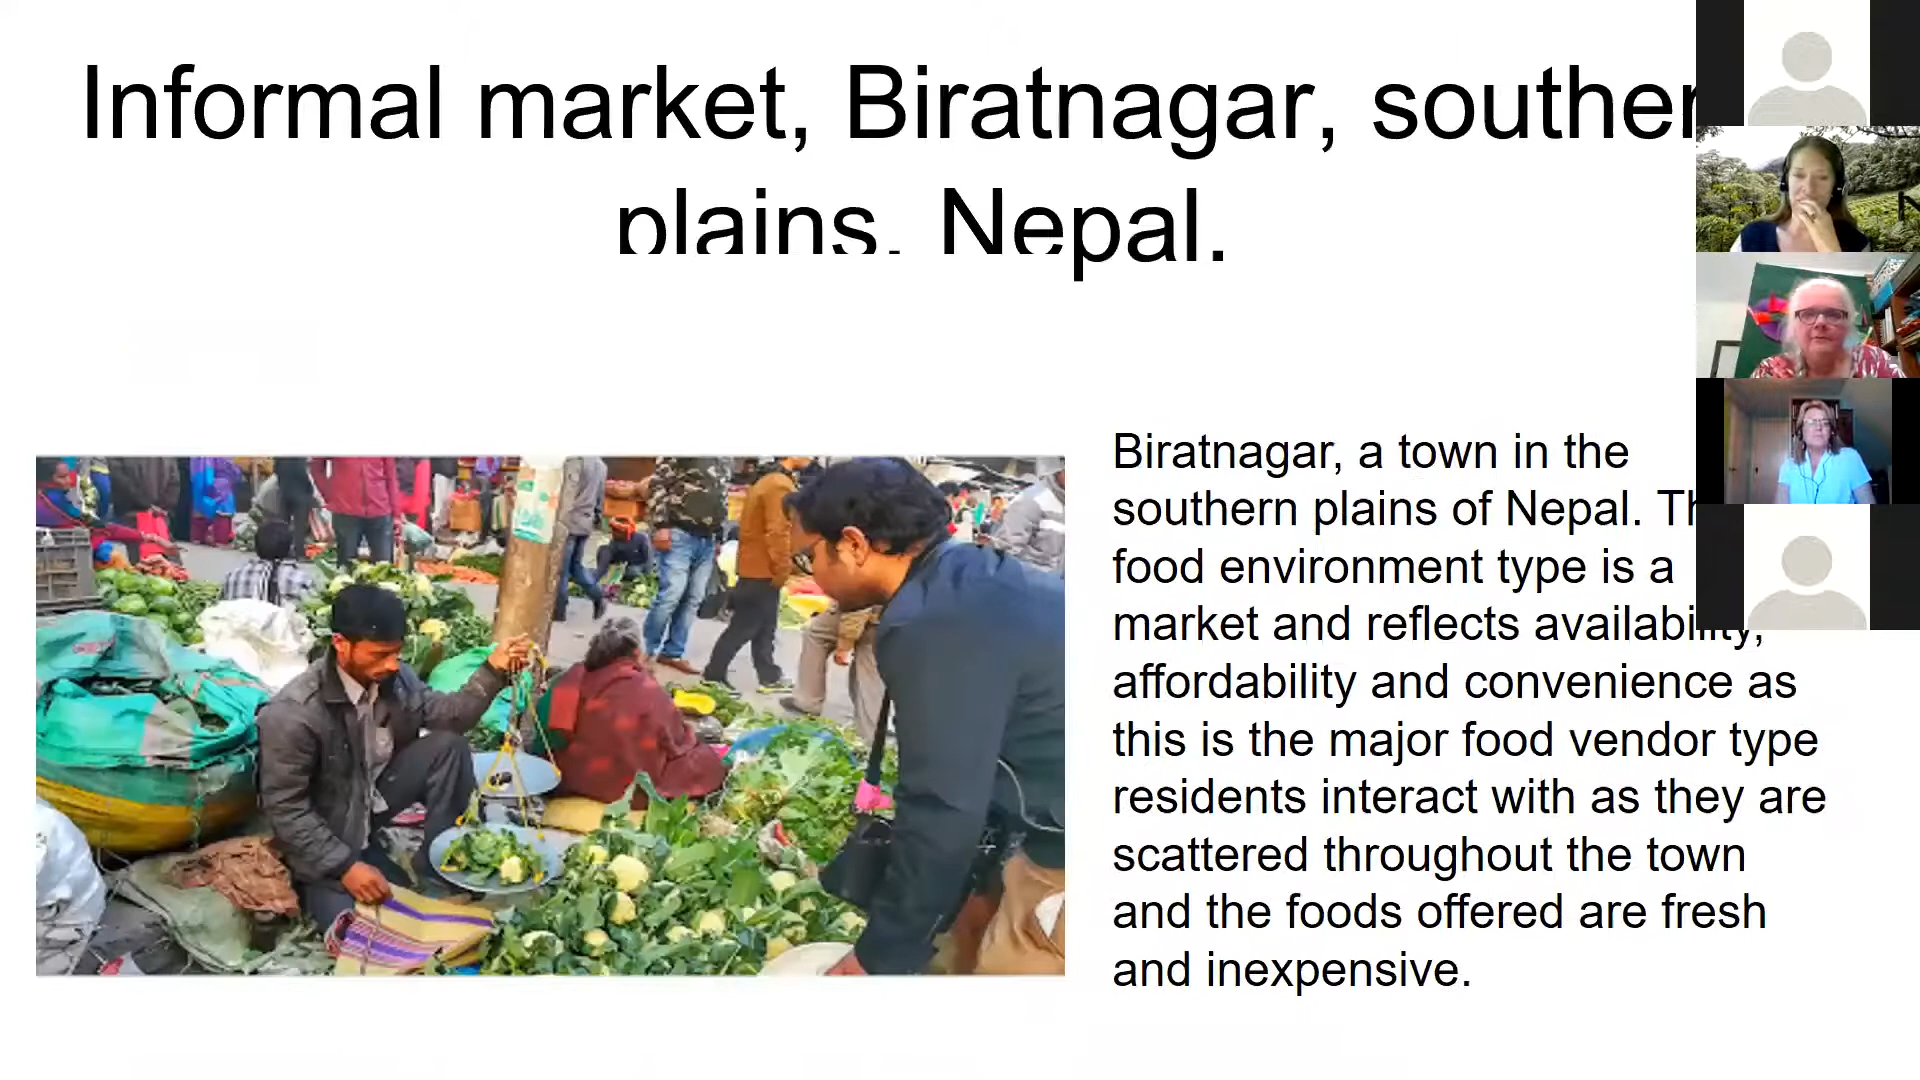 Informal market, Biratnagar, souther
plains, Nepal.
Biratnagar, a town in the
southern plains of Nepal. Th
food environment type is a
market and reflects availability,
affordability and convenience as
this is the major food vendor type
residents interact with as they are
scattered throughout the town
and the foods offered are fresh
and inexpensive.